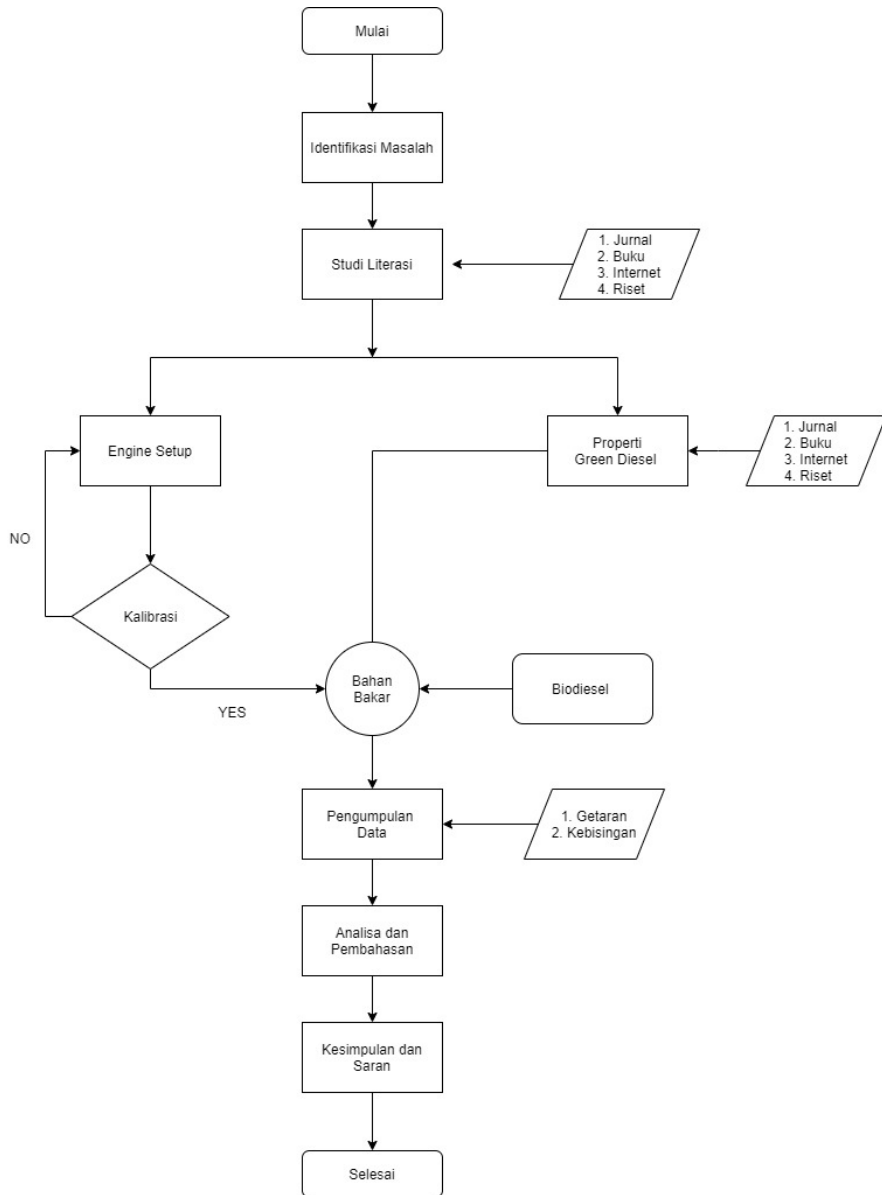 Mulai
Identifikasi Masalah
Studi Literasi
1. Jurnal
2. Buku
3. Internet
4. Riset
Engine Setup
Properti
Green Diesel
1. Jurnal
2. Buku
3. Internet
4. Riset
NO
Kalibrasi
YES
Bahan
Bakar
Biodiesel
Pengumpulan
Data
1. Getaran
2. Kebisingan
Analisa dan
Pembahasan
Kesimpulan dan
Saran
Selesai